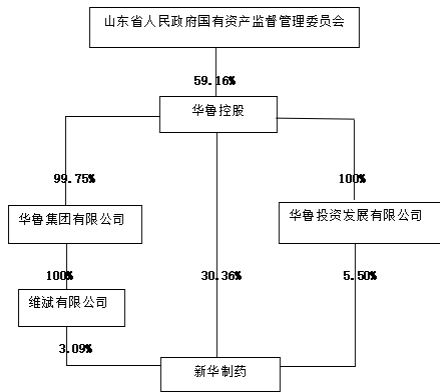 山东省人民政府国有资产监督管理委员会
59.16%
华鲁控股
99.75%
100%
华鲁集团有限公司
华鲁投资发展有限公司
100%
30.36%
5.50%
维斌有限公司
3.09%
新华制药